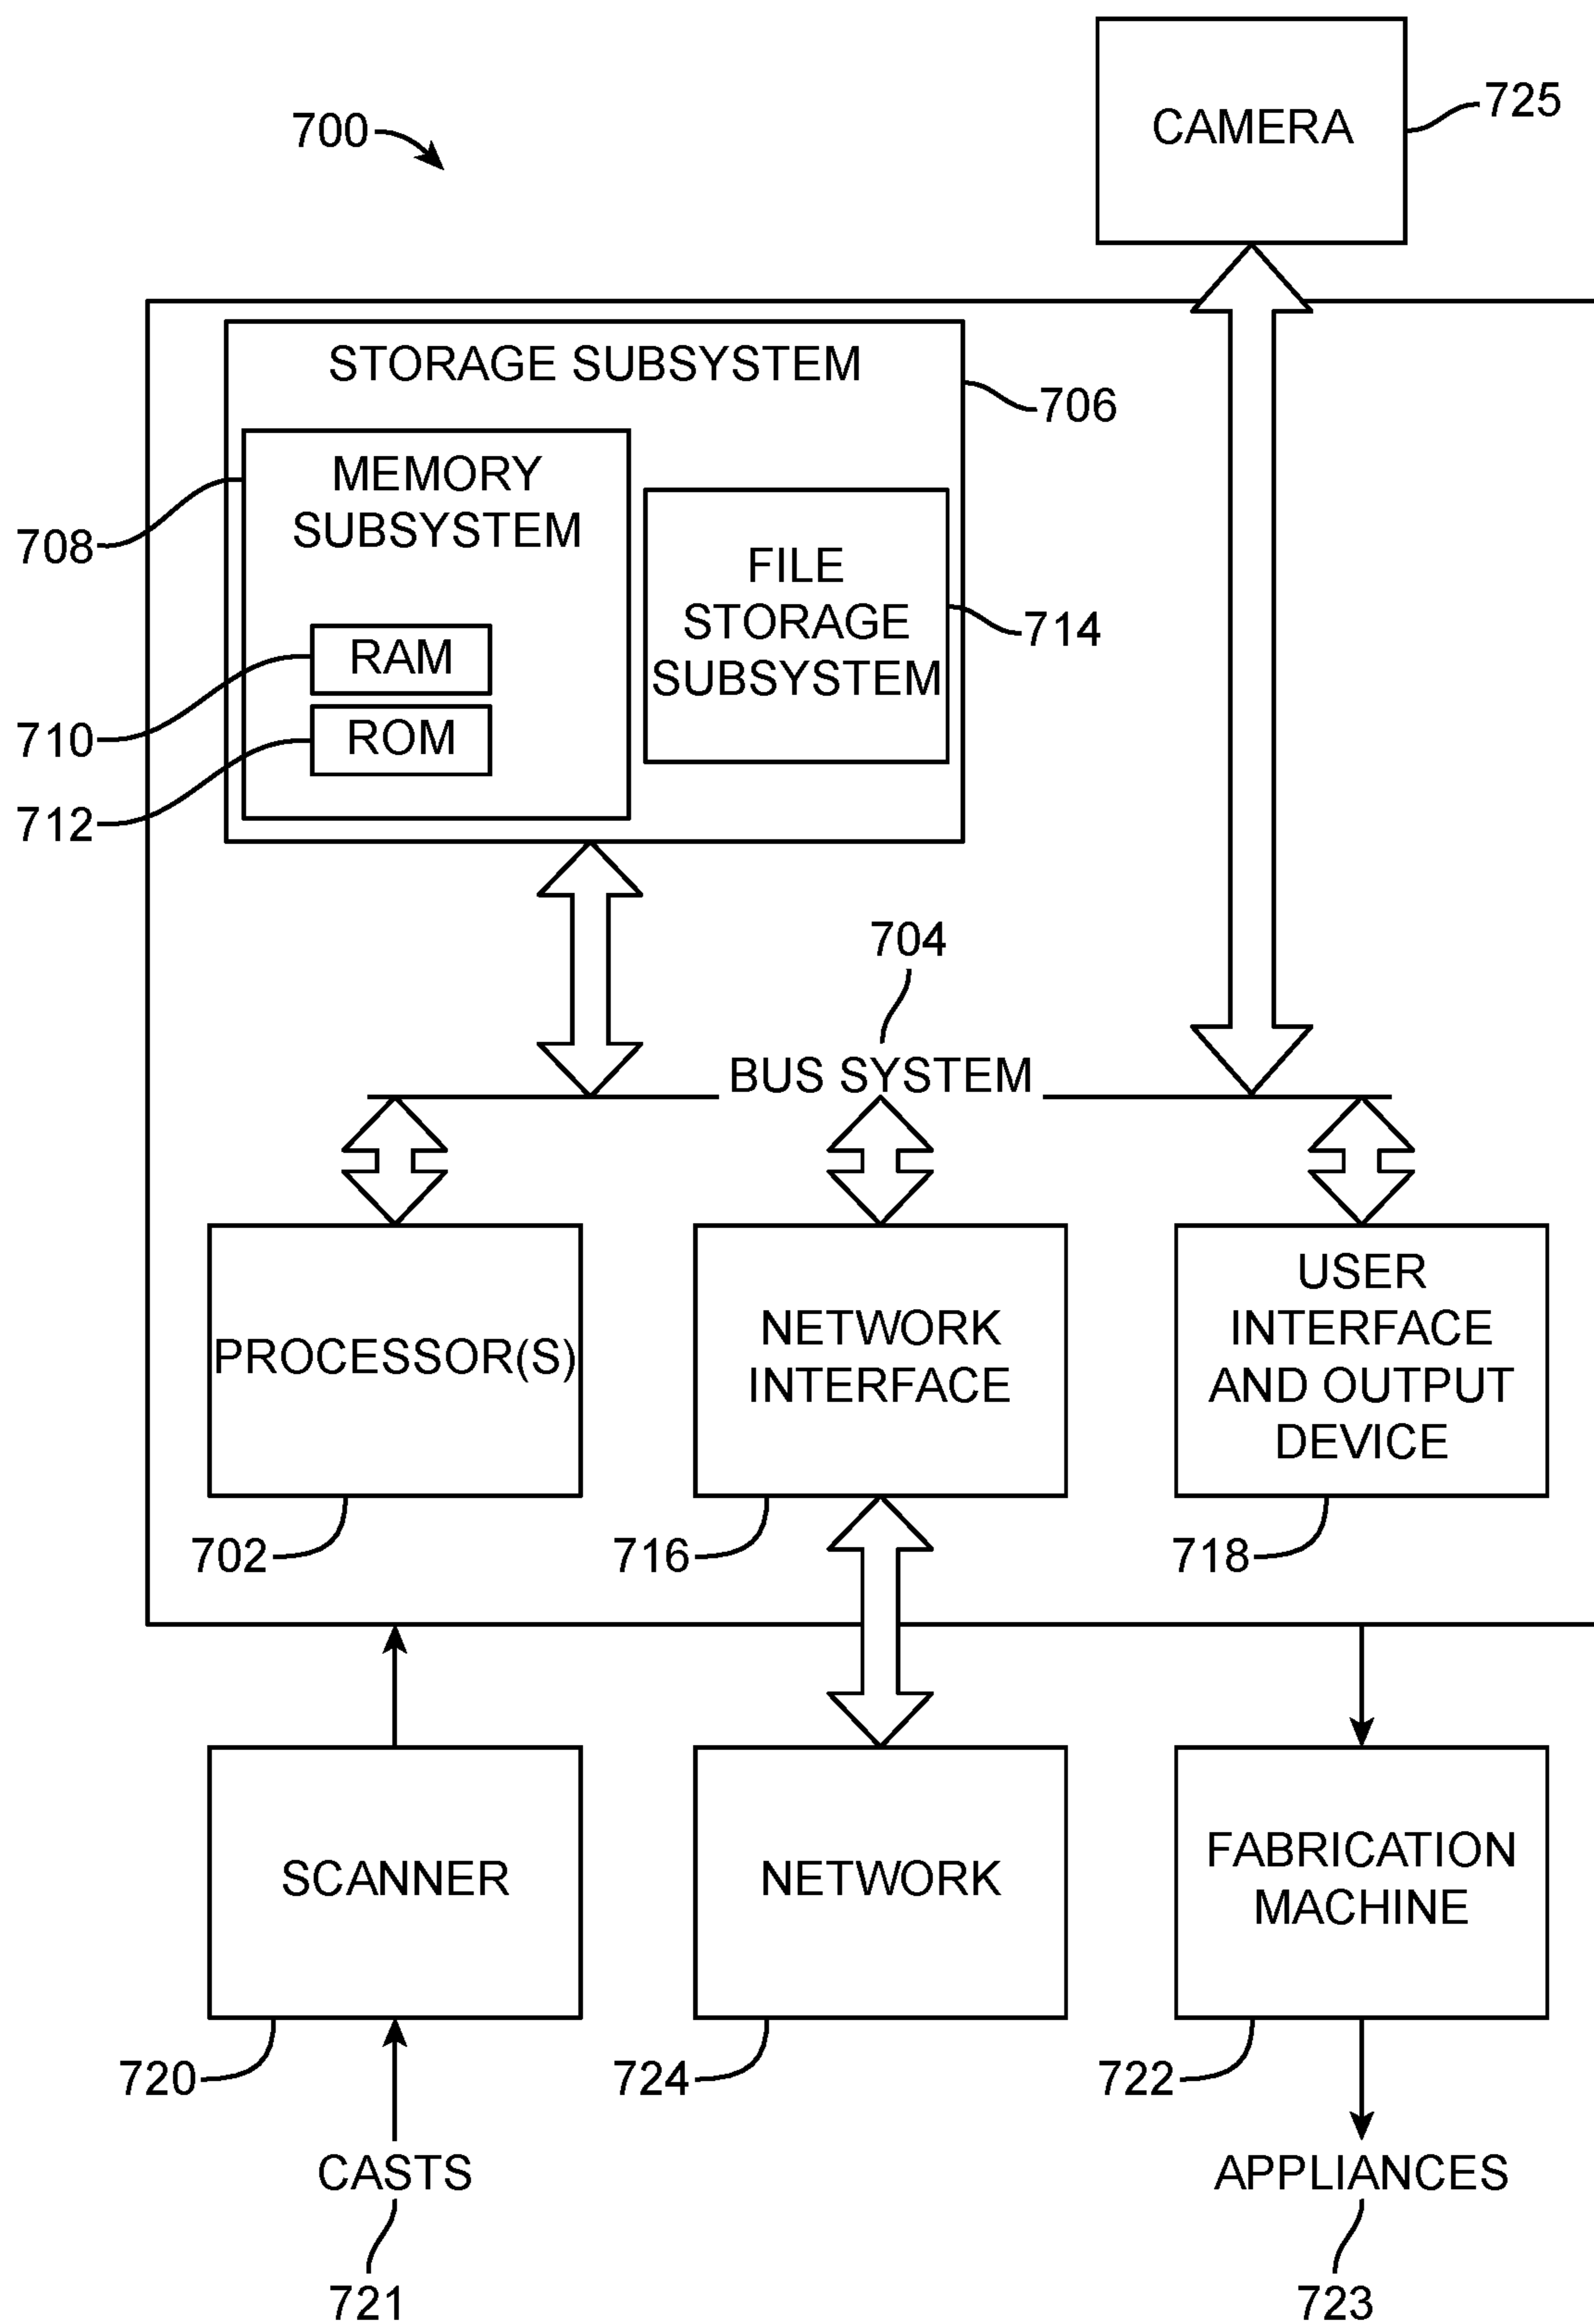 CAMERA
725
700
STORAGE SUBSYSTEM
706
MEMORY
SUBSYSTEM
708
FILE
STORAGE
SUBSYSTEM
714
RAM
710
ROM
712
704
BUS SYSTEM
PROCESSOR(S)
702
NETWORK
INTERFACE
716
USER
INTERFACE
AND OUTPUT
DEVICE
718
SCANNER
720
NETWORK
724
FABRICATION
MACHINE
722
CASTS
721
APPLIANCES
723